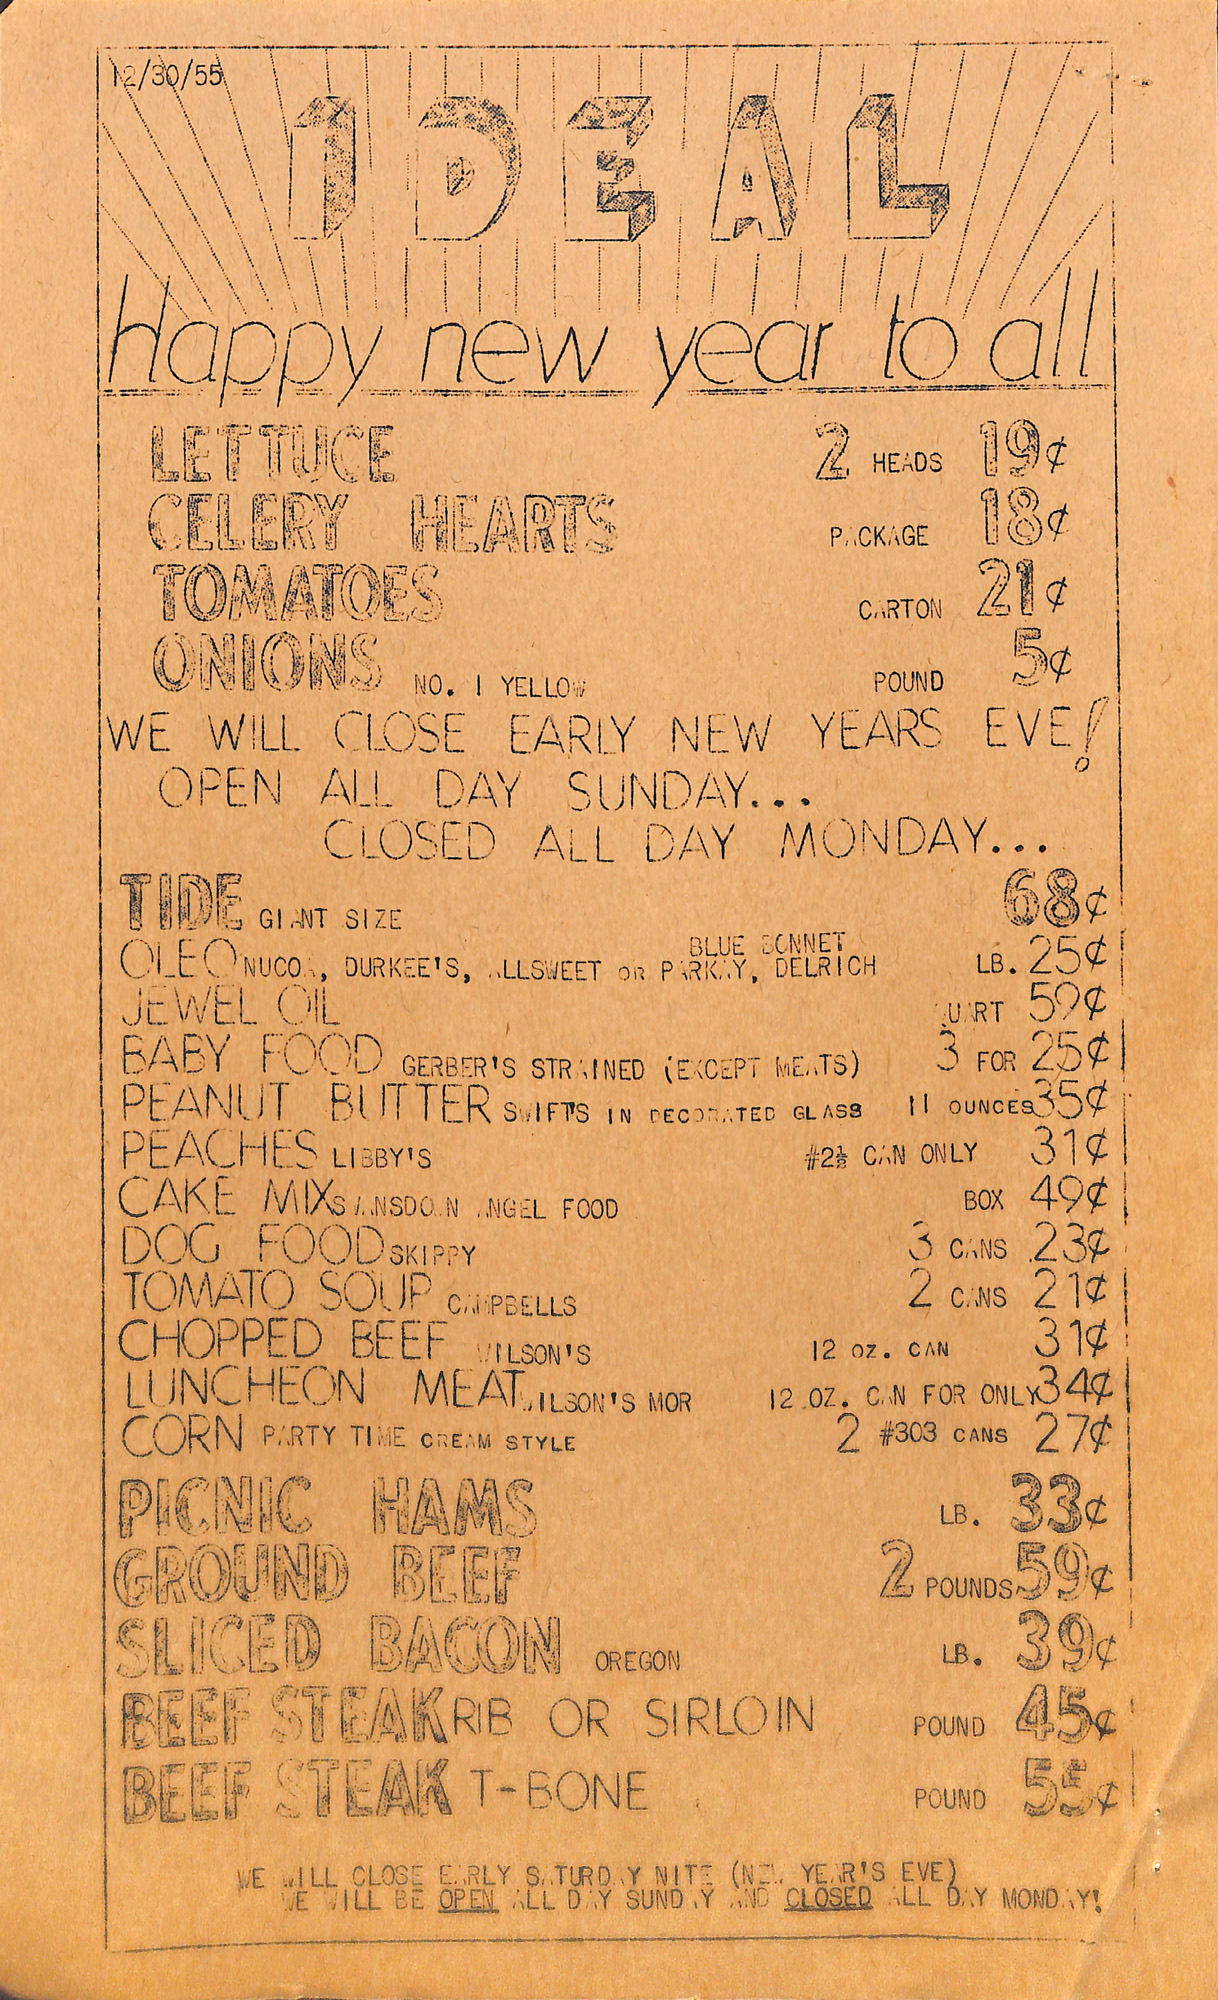 12/30/55
IDEAL
Happy new year to all
LETTUCE 2 HEADS 19¢
CELERY HEARTS PACKAGE 18¢
TOMATOES CARTON 21¢
ONIONS NO. 1 YELLOW POUND 5¢
WE WILL CLOSE EARLY NEW YEARS EVE!
OPEN ALL DAY SUNDAY...
CLOSED ALL DAY MONDAY...
TIDE GIANT SIZE 68¢
BLUE BONNET
OLEO NUCOA, DURKEE'S, ALLSWEET OR PARKAY, DELRICH LB. 25¢
JEWEL OIL QUART 59¢
BABY FOOD GERBER'S STRAINED (EXCEPT MEATS) 3 FOR 25¢
PEANUT BUTTER SWIFTS IN DECORATED GLASS 11 OUNCES 35¢
PEACHES LIBBY'S #2½ CAN ONLY 31¢
CAKE MIX SWANSDOWN ANGEL FOOD BOX 49¢
DOG FOOD SKIPPY 3 CANS 23¢
TOMATO SOUP CAMPBELLS 2 CANS 21¢
CHOPPED BEEF WILSON'S 12 OZ. CAN 31¢
LUNCHEON MEAT WILSON'S MOR 12 OZ. CAN FOR ONLY 34¢
CORN PARTY TIME CREAM STYLE 2 #303 CANS 27¢
PICNIC HAMS LB. 33¢
GROUND BEEF 2 POUNDS 59¢
SLICED BACON OREGON LB. 39¢
BEEF STEAK RIB OR SIRLOIN POUND 45¢
BEEF STEAK T-BONE POUND 55¢
WE WILL CLOSE EARLY SATURDAY NITE (NEW YEAR'S EVE)
WE WILL BE OPEN ALL DAY SUNDAY AND CLOSED ALL DAY MONDAY!